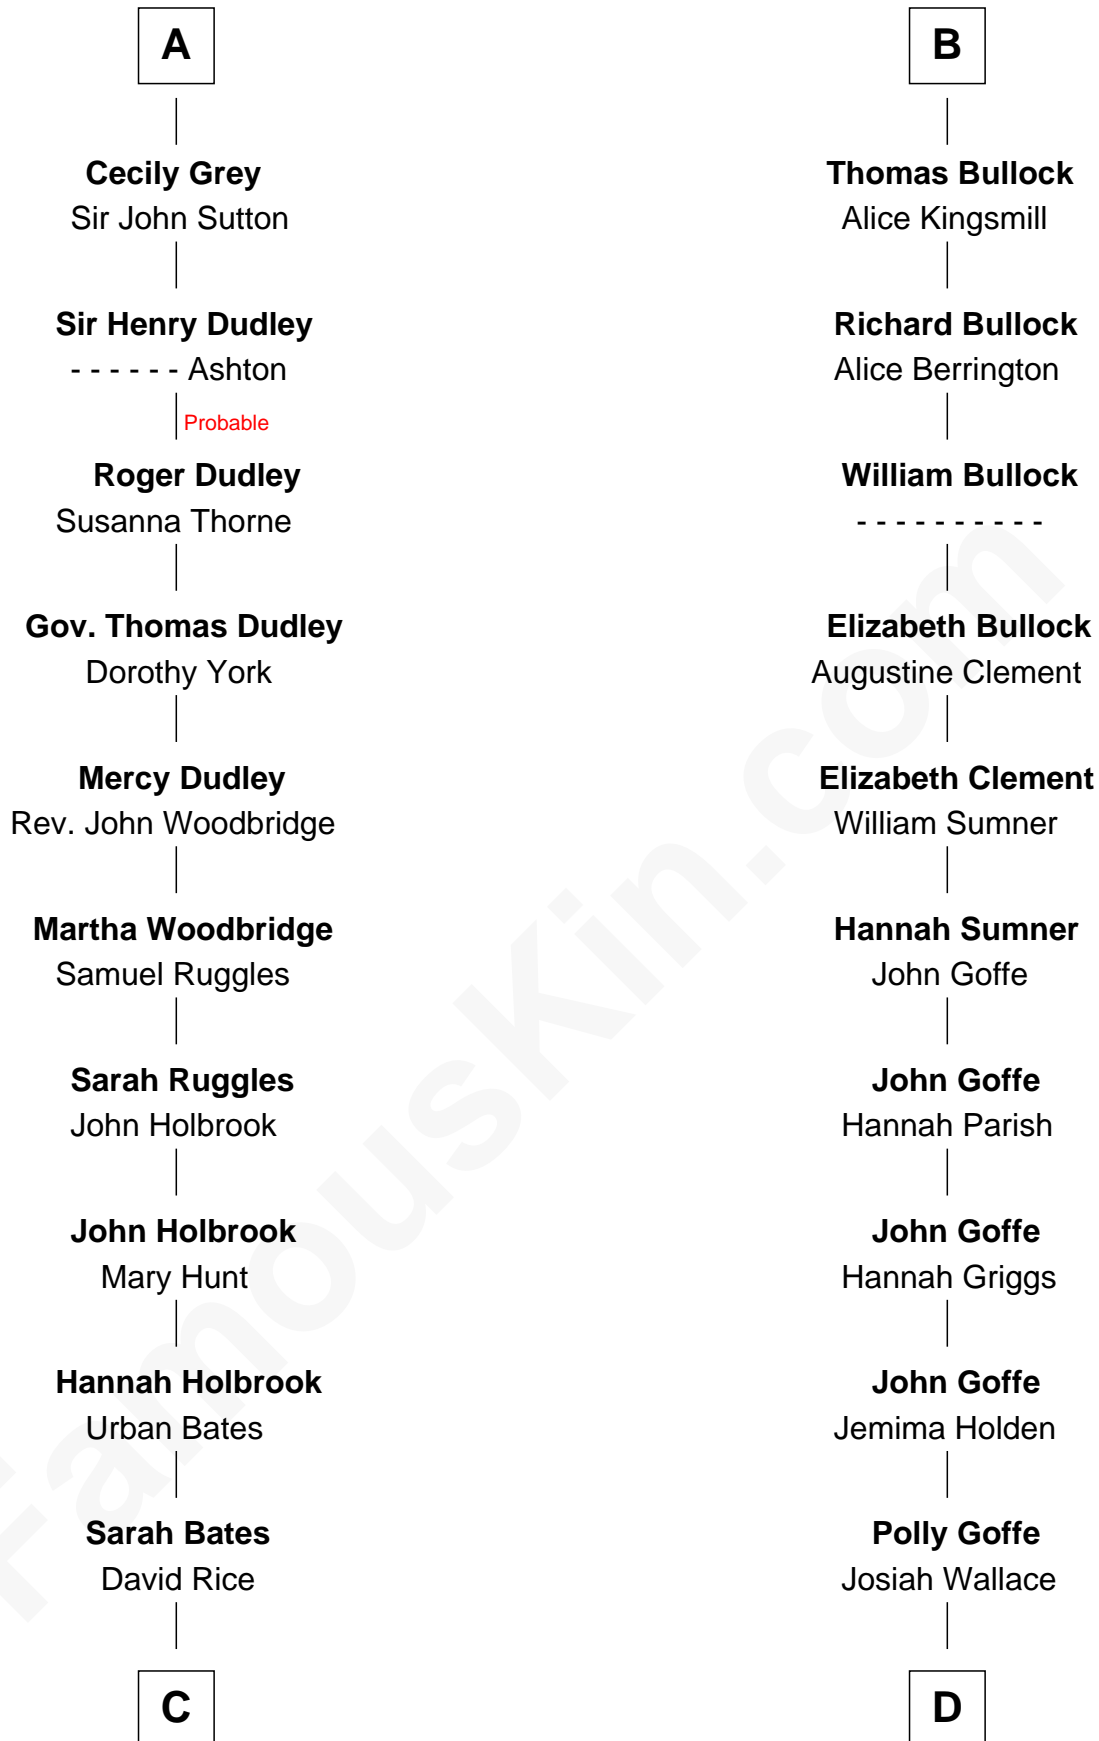 A
Cecily Grey
Sir John Sutton
Sir Henry Dudley
- - - - - - Ashton
Probable
Roger Dudley
Susanna Thorne
Gov. Thomas Dudley
Dorothy York
Mercy Dudley
Rev. John Woodbridge
Martha Woodbridge
Samuel Ruggles
Sarah Ruggles
John Holbrook
John Holbrook
Mary Hunt
Hannah Holbrook
Urban Bates
Sarah Bates
David Rice
C
B
Thomas Bullock
Alice Kingsmill
Richard Bullock
Alice Berrington
William Bullock
- - - - - - - - - -
Elizabeth Bullock
Augustine Clement
Elizabeth Clement
William Sumner
Hannah Sumner
John Goffe
John Goffe
Hannah Parish
John Goffe
Hannah Griggs
John Goffe
Jemima Holden
Polly Goffe
Josiah Wallace
D
FamousKin.com